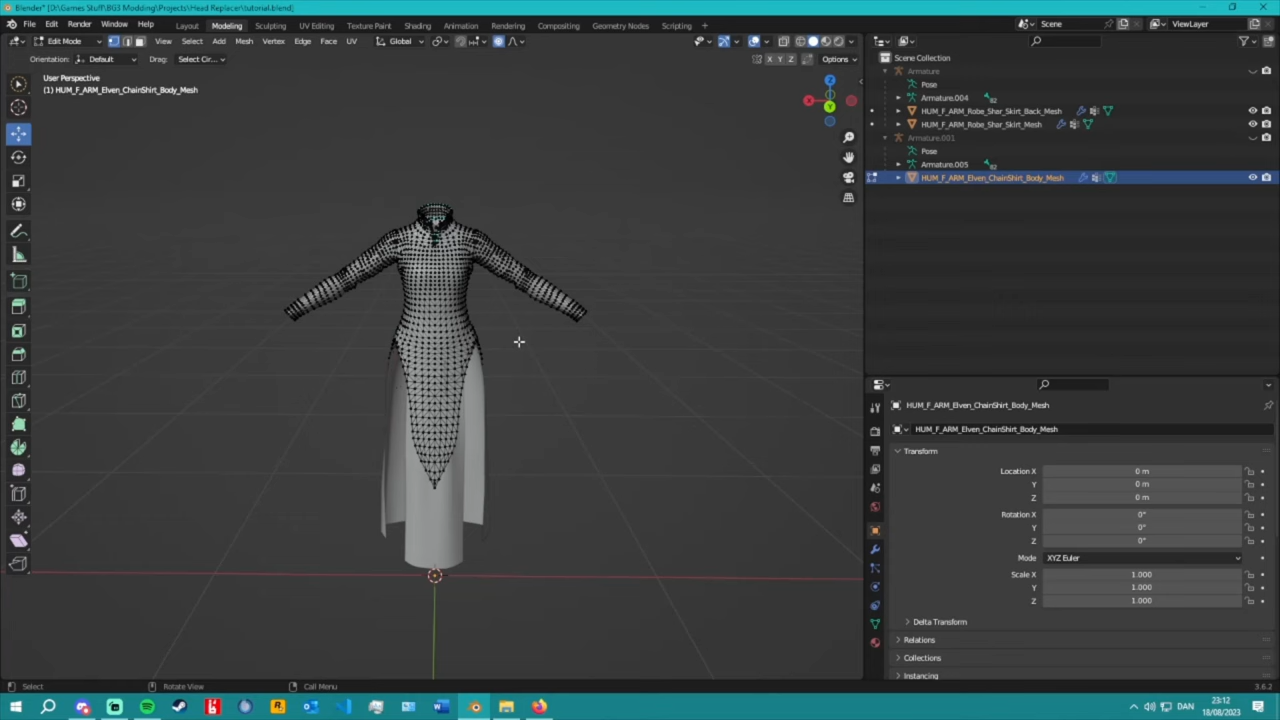 Blender* [D:\Games Stuff\BG3 Modding\Projects\Head Replacer\tutorial.blend]
File Edit Render Window Help Layout Modeling Sculpting UV Editing Texture Paint Shading Animation Rendering Compositing Geometry Nodes Scripting + Scene ViewLayer
Edit Mode View Select Add Mesh Vertex Edge Face UV Global
Orientation: Default Drag: Select Cir... X Y Z Options
User Perspective
(1) HUM_F_ARM_Elven_ChainShirt_Body_Mesh
Z
X
Y
Scene Collection
Armature
Pose
Armature.004 82
HUM_F_ARM_Robe_Shar_Skirt_Back_Mesh
HUM_F_ARM_Robe_Shar_Skirt_Mesh
Armature.001
Pose
Armature.005 82
HUM_F_ARM_Elven_ChainShirt_Body_Mesh
HUM_F_ARM_Elven_ChainShirt_Body_Mesh
HUM_F_ARM_Elven_ChainShirt_Body_Mesh
Transform
Location X 0 m
Y 0 m
Z 0 m
Rotation X 0°
Y 0°
Z 0°
Mode XYZ Euler
Scale X 1.000
Y 1.000
Z 1.000
Delta Transform
Relations
Collections
Instancing
Select Rotate View Call Menu 3.6.2
DAN 23:12
18/08/2023